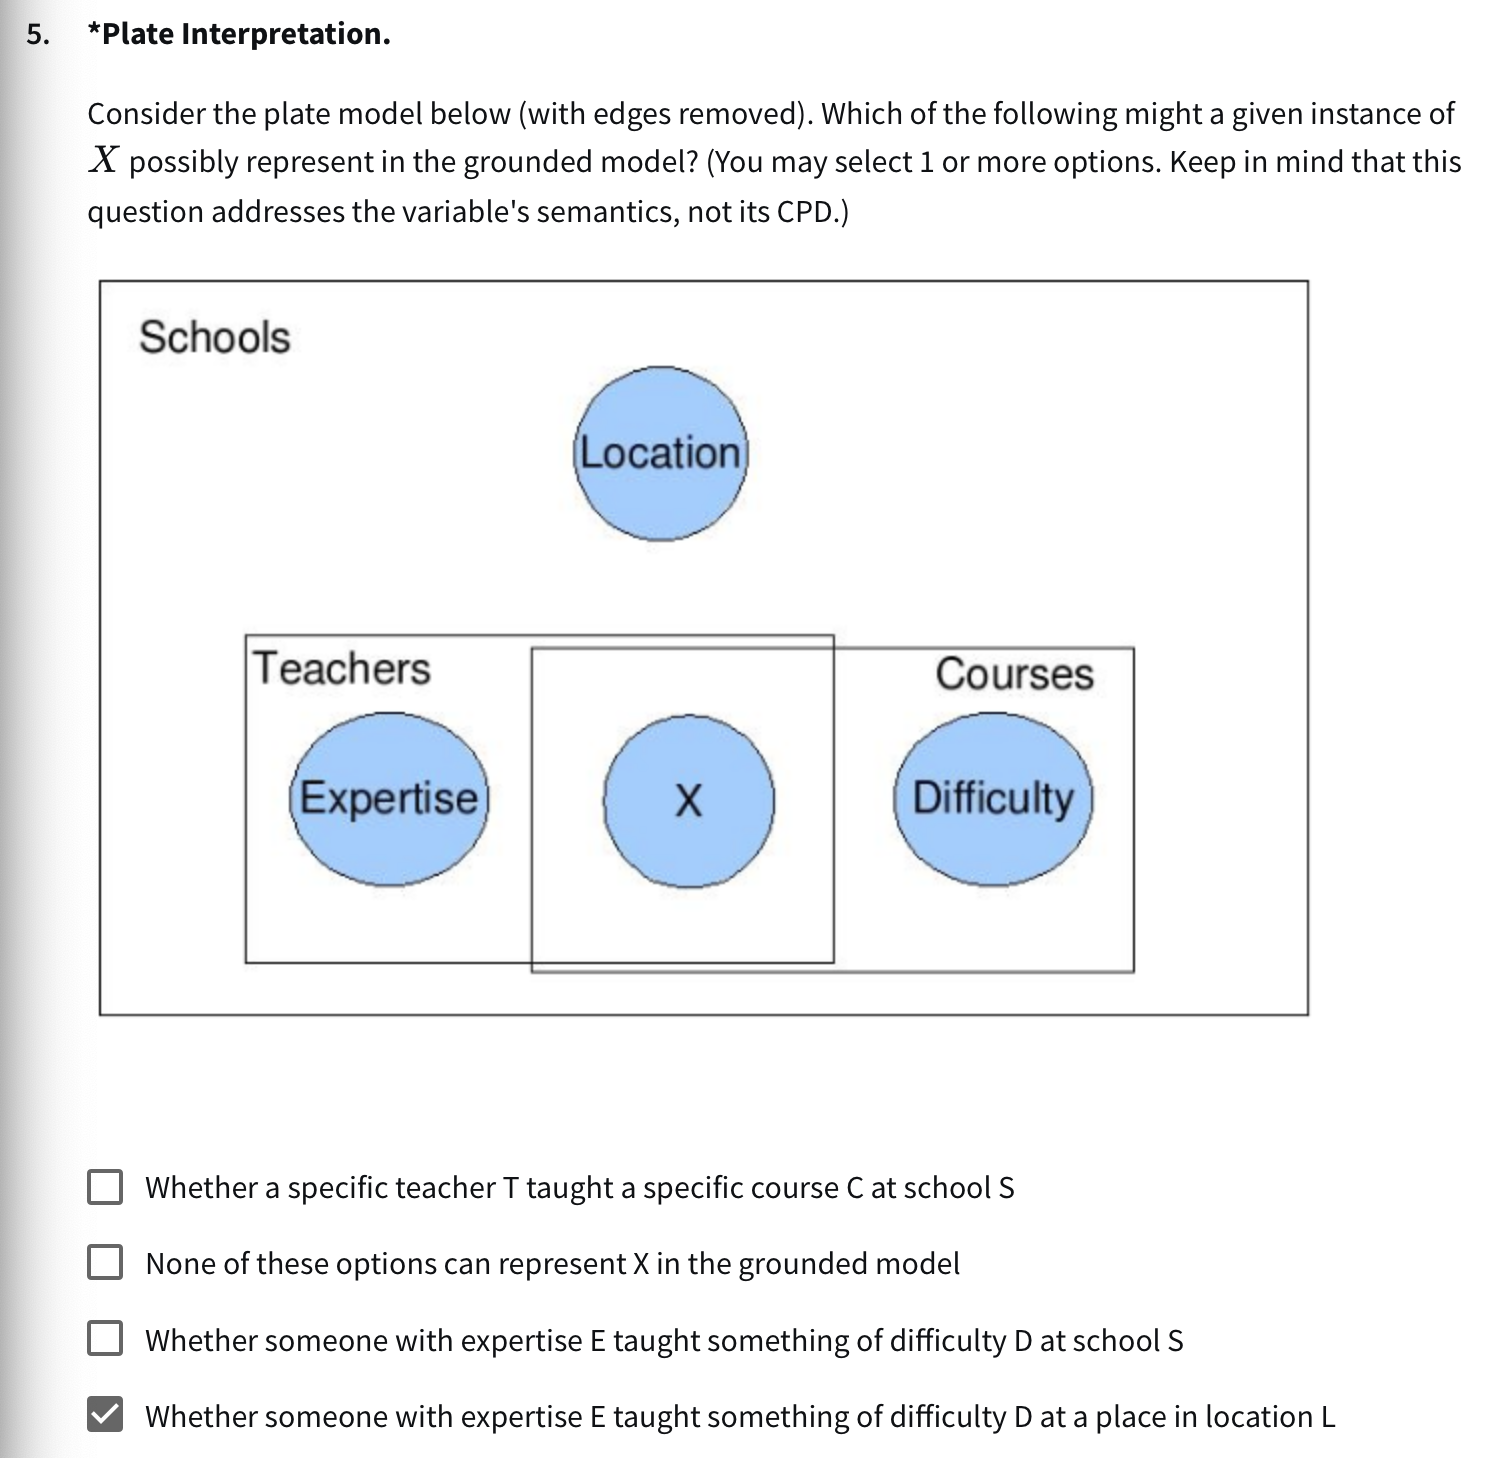 5. *Plate Interpretation.
Consider the plate model below (with edges removed). Which of the following might a given instance of
X possibly represent in the grounded model? (You may select 1 or more options. Keep in mind that this
question addresses the variable's semantics, not its CPD.)
Schools
Location
Teachers
Courses
Expertise
X
Difficulty
Whether a specific teacher T taught a specific course C at school S
None of these options can represent X in the grounded model
Whether someone with expertise E taught something of difficulty D at school S
Whether someone with expertise E taught something of difficulty D at a place in location L